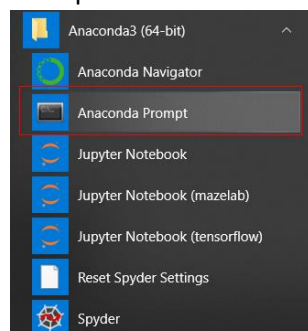 Anaconda3 (64-bit)
Anaconda Navigator
Anaconda Prompt
Jupyter Notebook
Jupyter Notebook (mazelab)
Jupyter Notebook (tensorflow)
Reset Spyder Settings
Spyder